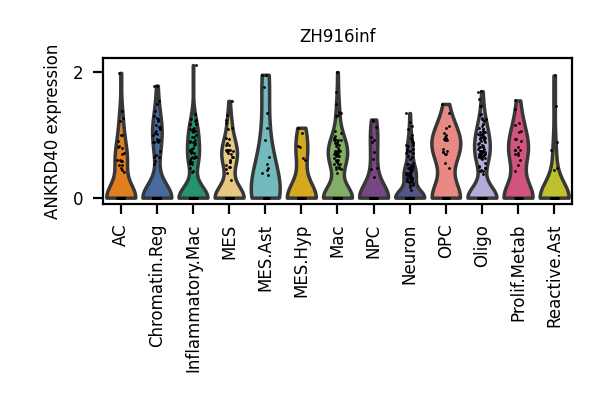 ZH916inf
ANKRD40 expression
2
0
AC
Chromatin.Reg
Inflammatory.Mac
MES
MES.Ast
MES.Hyp
Mac
NPC
Neuron
OPC
Oligo
Prolif.Metab
Reactive.Ast